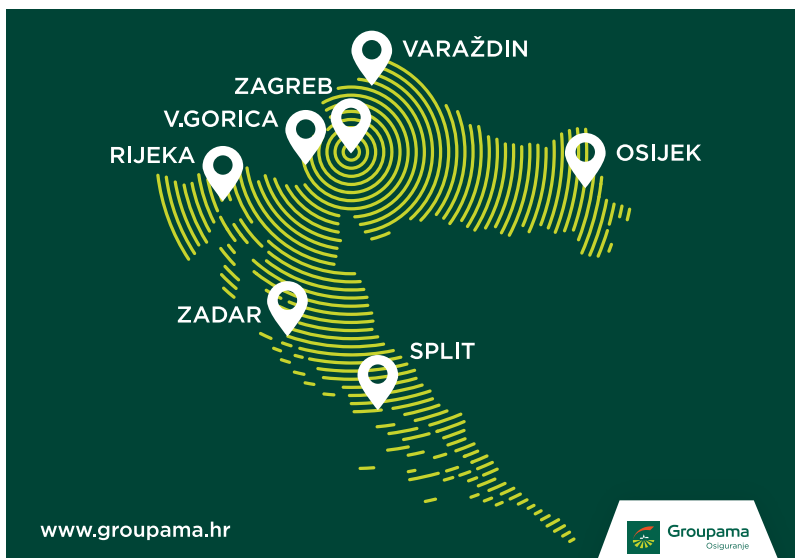 VARAŽDIN
ZAGREB
V.GORICA
RIJEKA
OSIJEK
ZADAR
SPLIT
www.groupama.hr
Groupama
Osiguranje